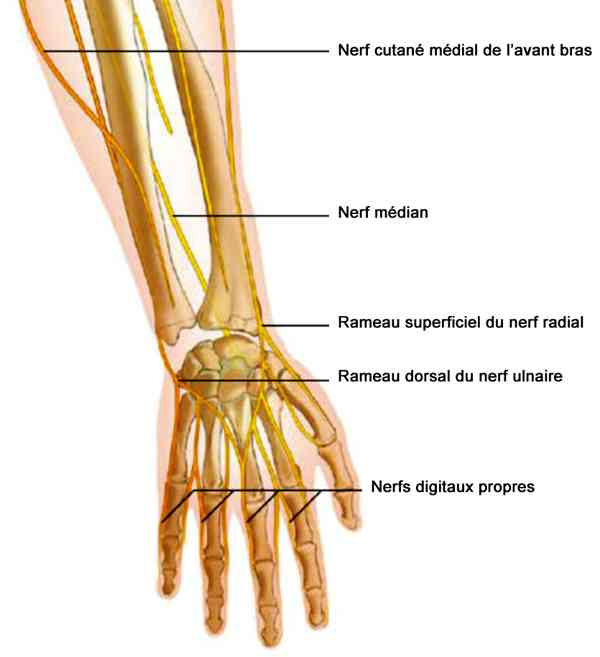 Nerf cutané médial de l'avant bras
Nerf médian
Rameau superficiel du nerf radial
Rameau dorsal du nerf ulnaire
Nerfs digitaux propres